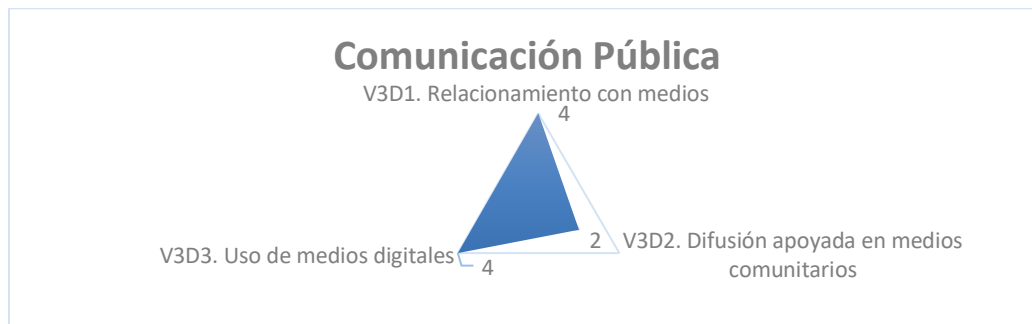 Comunicación Pública
V3D1. Relacionamiento con medios
4
2
V3D2. Difusión apoyada en medios
comunitarios
V3D3. Uso de medios digitales
4